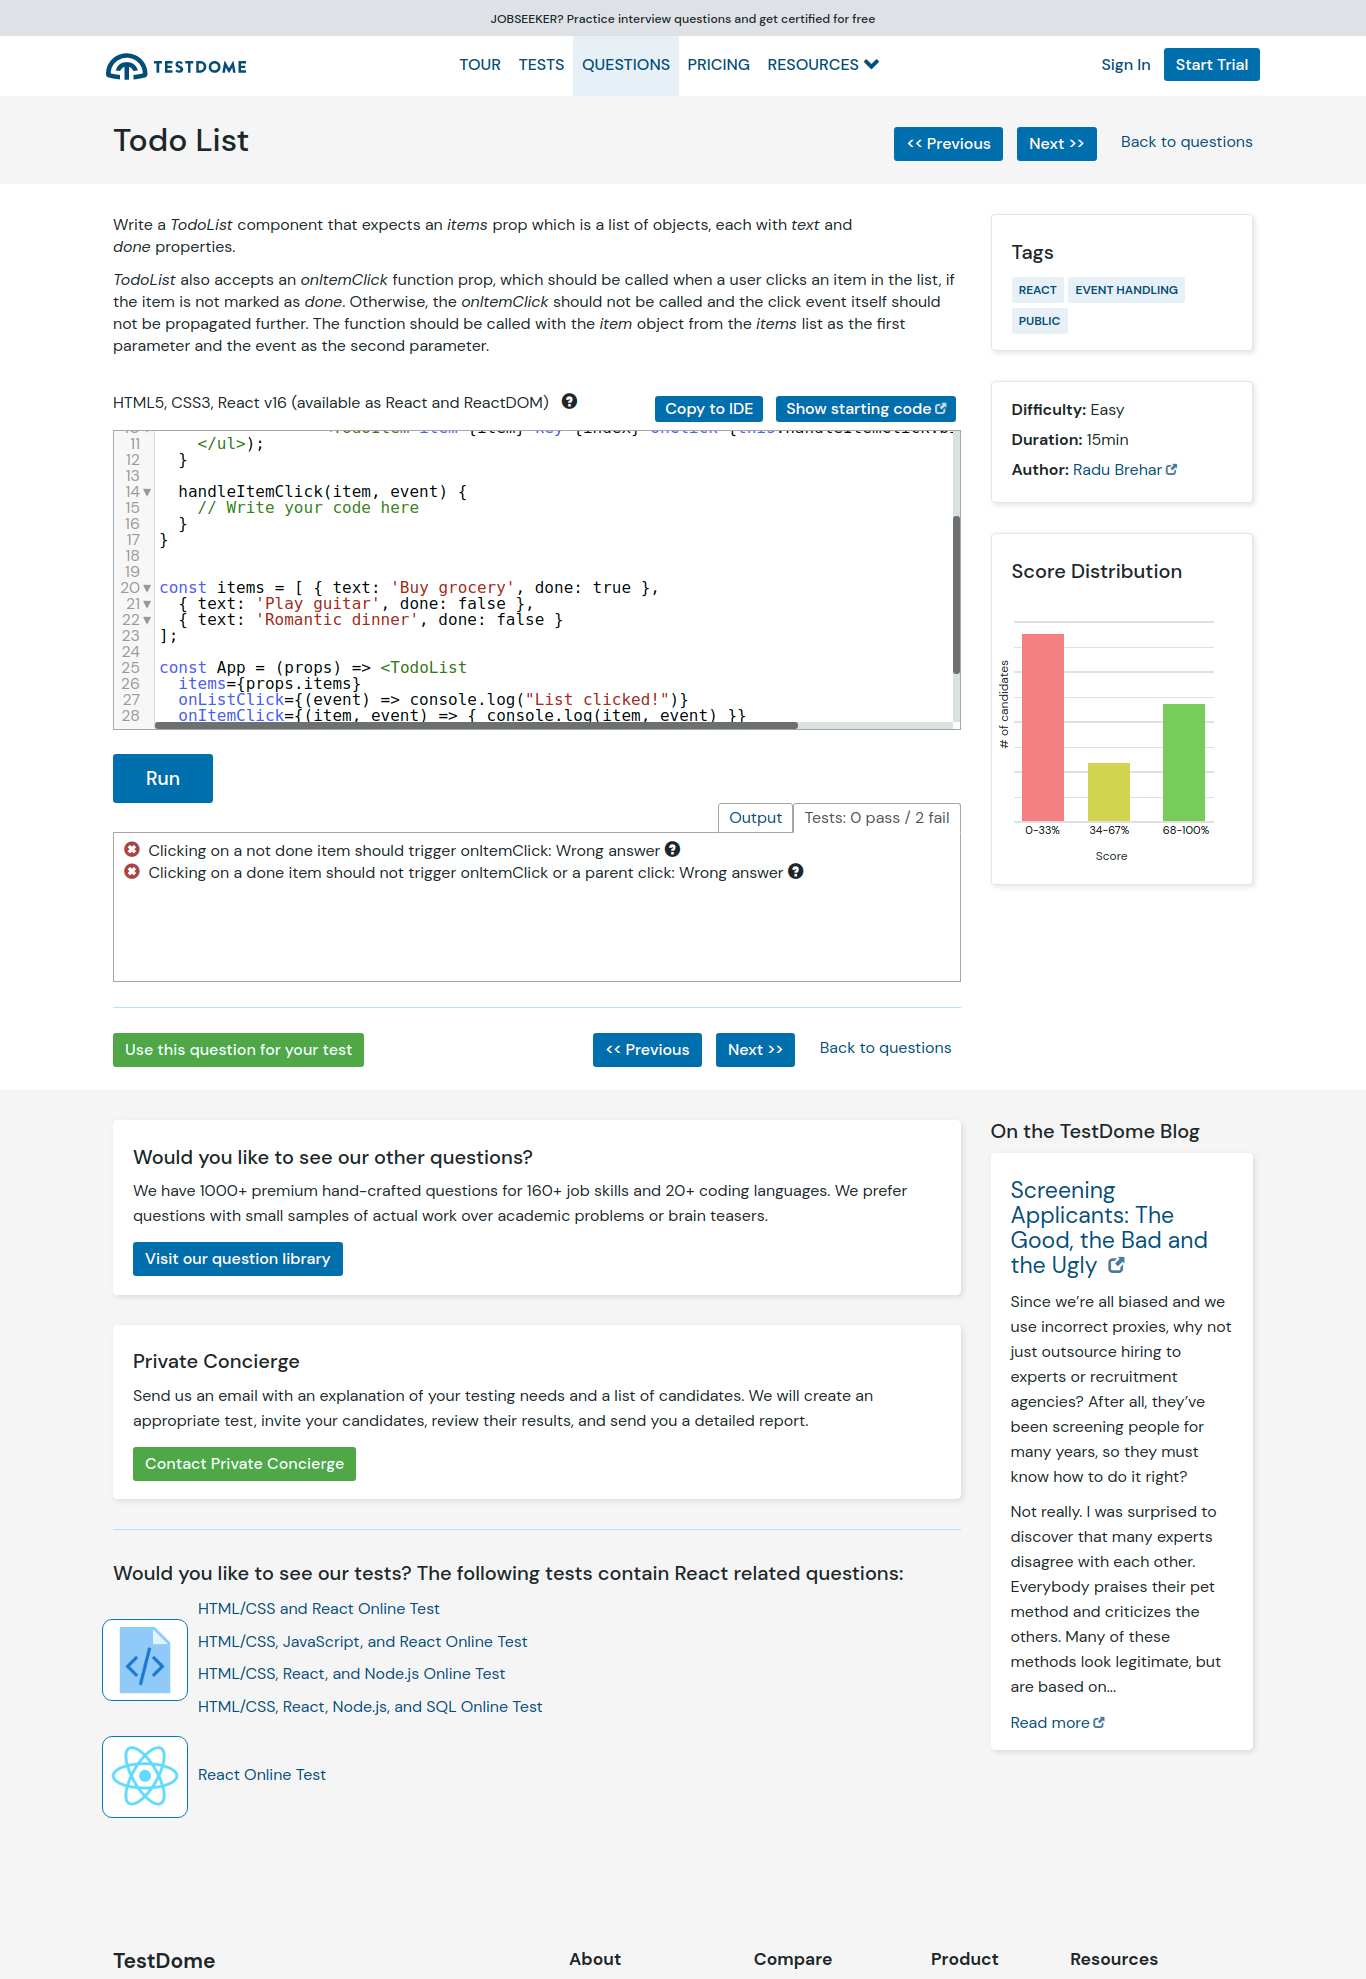 JOBSEEKER? Practice interview questions and get certified for free
TESTDOME
TOUR TESTS QUESTIONS PRICING RESOURCES
Sign In Start Trial
Todo List
<< Previous Next >> Back to questions
Write a TodoList component that expects an items prop which is a list of objects, each with text and
done properties.
TodoList also accepts an onItemClick function prop, which should be called when a user clicks an item in the list, if
the item is not marked as done. Otherwise, the onItemClick should not be called and the click event itself should
not be propagated further. The function should be called with the item object from the items list as the first
parameter and the event as the second parameter.
HTML5, CSS3, React v16 (available as React and ReactDOM)
Copy to IDE Show starting code
11 </ul>);
12 }
13
14 handleItemClick(item, event) {
15 // Write your code here
16 }
17 }
18
19
20 const items = [ { text: 'Buy grocery', done: true },
21 { text: 'Play guitar', done: false },
22 { text: 'Romantic dinner', done: false }
23 ];
24
25 const App = (props) => <TodoList
26 items={props.items}
27 onListClick={(event) => console.log("List clicked!")}
28 onItemClick={(item, event) => { console.log(item, event) }}
Run
Output Tests: 0 pass / 2 fail
Clicking on a not done item should trigger onItemClick: Wrong answer
Clicking on a done item should not trigger onItemClick or a parent click: Wrong answer
Use this question for your test
<< Previous Next >> Back to questions
Tags
REACT EVENT HANDLING
PUBLIC
Difficulty: Easy
Duration: 15min
Author: Radu Brehar
Score Distribution
# of candidates
0-33% 34-67% 68-100%
Score
Would you like to see our other questions?
We have 1000+ premium hand-crafted questions for 160+ job skills and 20+ coding languages. We prefer
questions with small samples of actual work over academic problems or brain teasers.
Visit our question library
Private Concierge
Send us an email with an explanation of your testing needs and a list of candidates. We will create an
appropriate test, invite your candidates, review their results, and send you a detailed report.
Contact Private Concierge
Would you like to see our tests? The following tests contain React related questions:
HTML/CSS and React Online Test
HTML/CSS, JavaScript, and React Online Test
HTML/CSS, React, and Node.js Online Test
HTML/CSS, React, Node.js, and SQL Online Test
React Online Test
On the TestDome Blog
Screening
Applicants: The
Good, the Bad and
the Ugly
Since we’re all biased and we
use incorrect proxies, why not
just outsource hiring to
experts or recruitment
agencies? After all, they’ve
been screening people for
many years, so they must
know how to do it right?
Not really. I was surprised to
discover that many experts
disagree with each other.
Everybody praises their pet
method and criticizes the
others. Many of these
methods look legitimate, but
are based on...
Read more
TestDome About Compare Product Resources